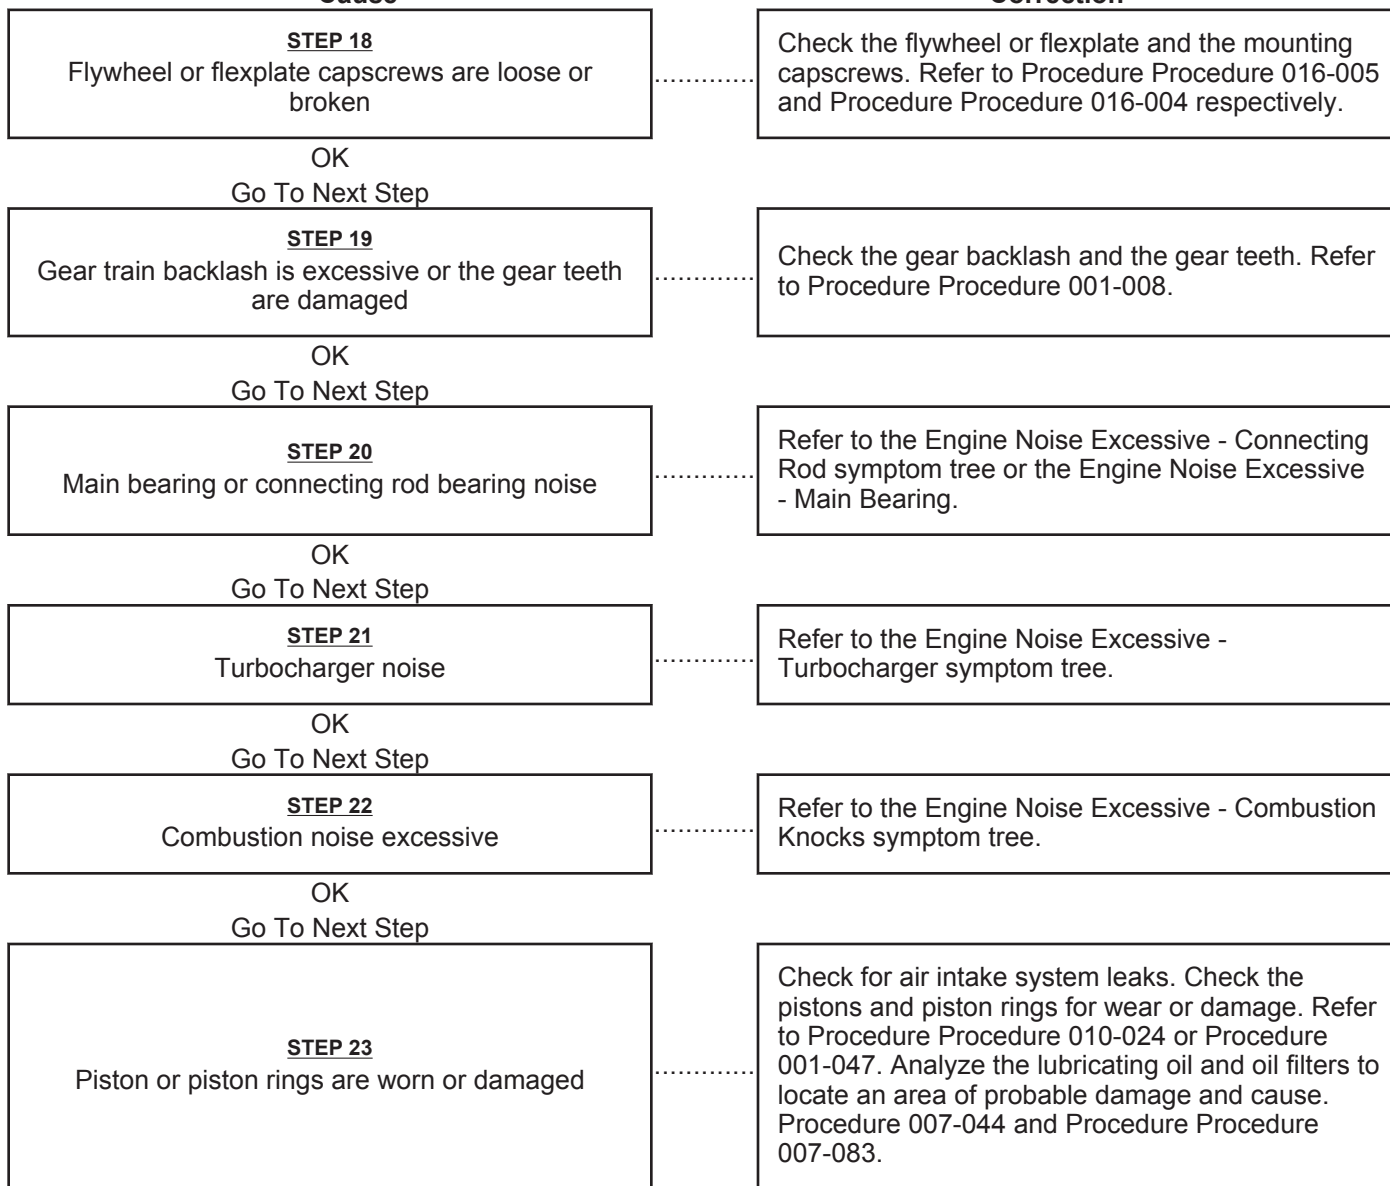 Cause
Correction
STEP 18
Flywheel or flexplate capscrews are loose or
broken
.............
Check the flywheel or flexplate and the mounting
capscrews. Refer to Procedure Procedure 016-005
and Procedure Procedure 016-004 respectively.
OK
Go To Next Step
STEP 19
Gear train backlash is excessive or the gear teeth
are damaged
.............
Check the gear backlash and the gear teeth. Refer
to Procedure Procedure 001-008.
OK
Go To Next Step
STEP 20
Main bearing or connecting rod bearing noise
.............
Refer to the Engine Noise Excessive - Connecting
Rod symptom tree or the Engine Noise Excessive
- Main Bearing.
OK
Go To Next Step
STEP 21
Turbocharger noise
.............
Refer to the Engine Noise Excessive -
Turbocharger symptom tree.
OK
Go To Next Step
STEP 22
Combustion noise excessive
.............
Refer to the Engine Noise Excessive - Combustion
Knocks symptom tree.
OK
Go To Next Step
STEP 23
Piston or piston rings are worn or damaged
.............
Check for air intake system leaks. Check the
pistons and piston rings for wear or damage. Refer
to Procedure Procedure 010-024 or Procedure
001-047. Analyze the lubricating oil and oil filters to
locate an area of probable damage and cause.
Procedure 007-044 and Procedure Procedure
007-083.